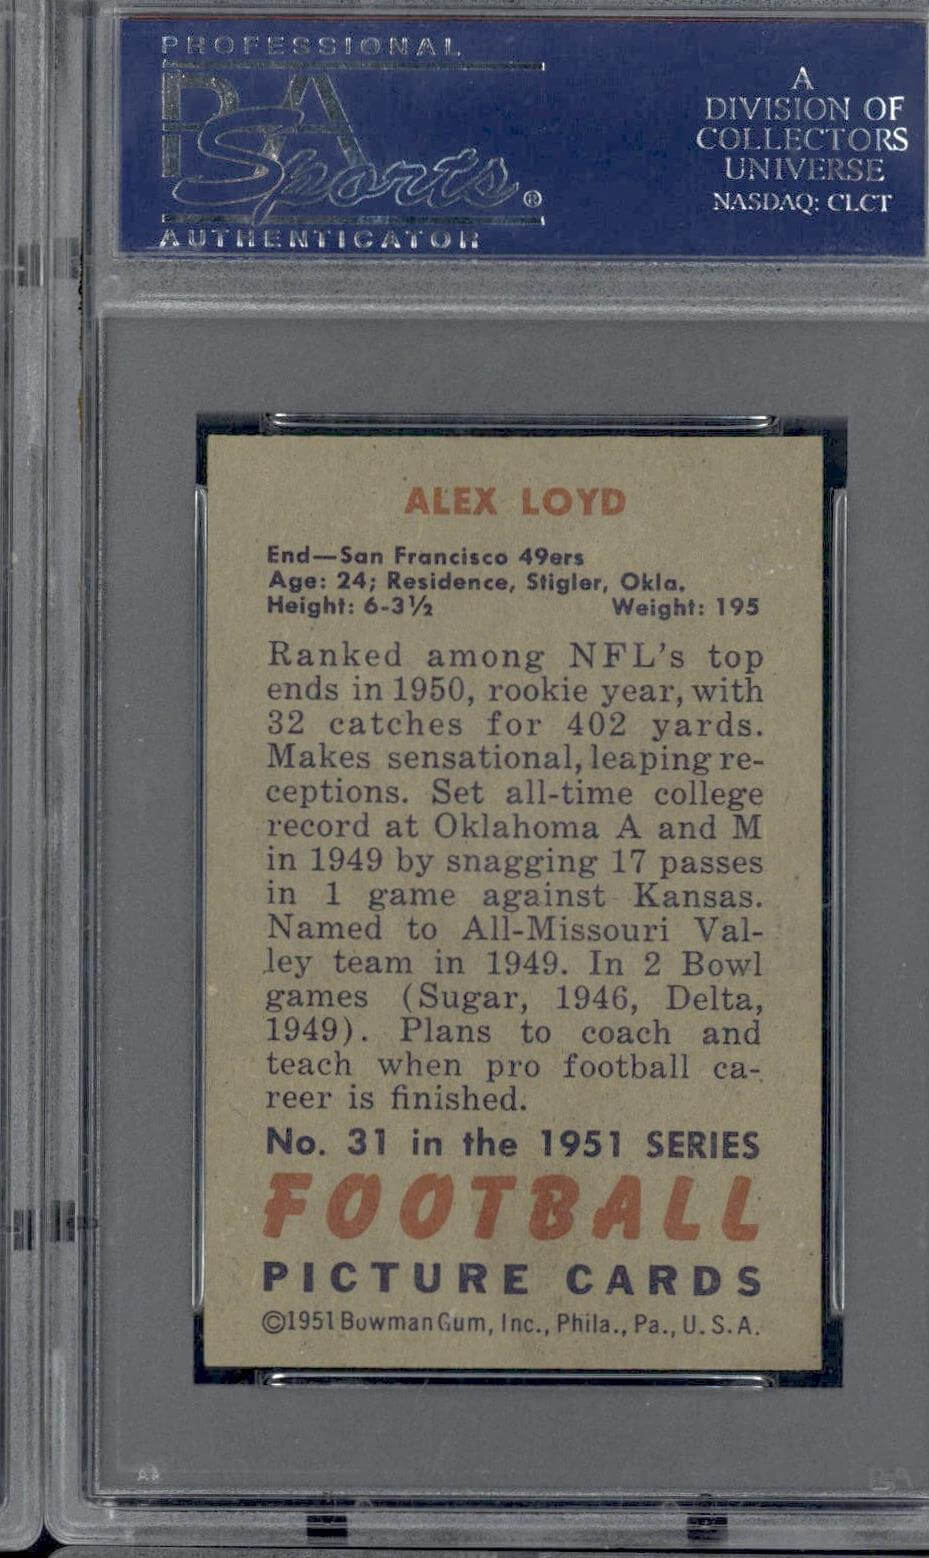 PROFESSIONAL
PSA
Sports®
AUTHENTICATOR
A
DIVISION OF
COLLECTORS
UNIVERSE
NASDAQ: CLCT
ALEX LOYD
End—San Francisco 49ers
Age: 24; Residence, Stigler, Okla.
Height: 6-3½ Weight: 195
Ranked among NFL's top
ends in 1950, rookie year, with
32 catches for 402 yards.
Makes sensational, leaping re-
ceptions. Set all-time college
record at Oklahoma A and M
in 1949 by snagging 17 passes
in 1 game against Kansas.
Named to All-Missouri Val-
ley team in 1949. In 2 Bowl
games (Sugar, 1946, Delta,
1949). Plans to coach and
teach when pro football ca-
reer is finished.
No. 31 in the 1951 SERIES
FOOTBALL
PICTURE CARDS
©1951 Bowman Gum, Inc., Phila., Pa., U.S.A.